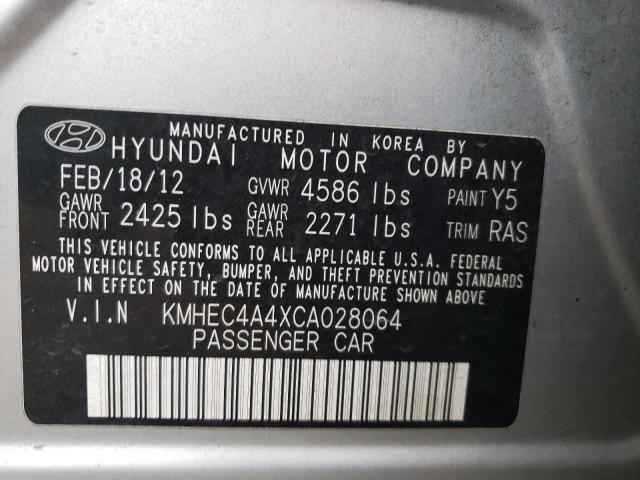 MANUFACTURED IN KOREA BY
HYUNDAI MOTOR COMPANY
FEB/18/12 GVWR 4586 lbs PAINT Y5
GAWR FRONT 2425 lbs GAWR REAR 2271 lbs TRIM RAS
THIS VEHICLE CONFORMS TO ALL APPLICABLE U.S.A. FEDERAL
MOTOR VEHICLE SAFETY, BUMPER, AND THEFT PREVENTION STANDARDS
IN EFFECT ON THE DATE OF MANUFACTURE SHOWN ABOVE
V.I.N KMHEC4A4XCA028064
PASSENGER CAR